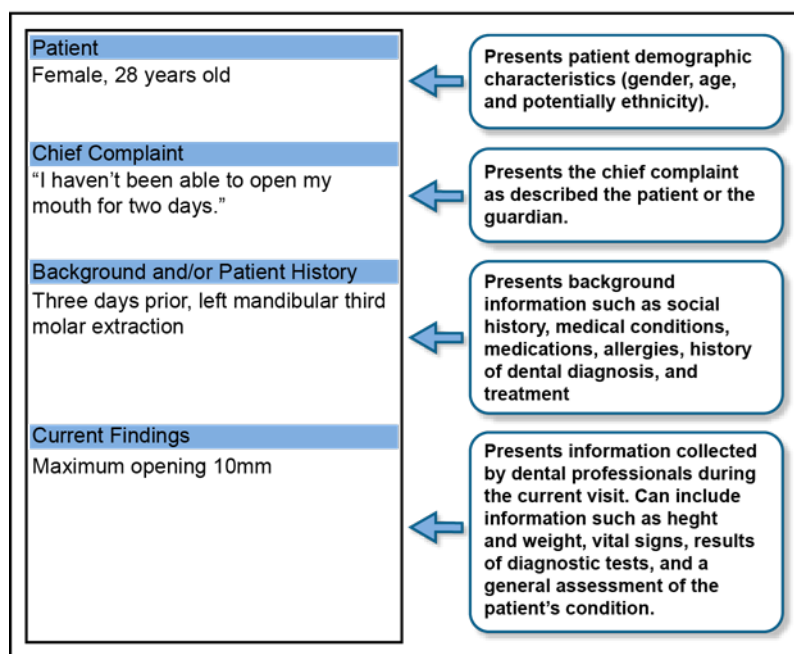 Patient
Female, 28 years old
Presents patient demographic
characteristics (gender, age,
and potentially ethnicity).
Chief Complaint
“I haven’t been able to open my
mouth for two days.”
Presents the chief complaint
as described the patient or the
guardian.
Background and/or Patient History
Three days prior, left mandibular third
molar extraction
Presents background
information such as social
history, medical conditions,
medications, allergies, history
of dental diagnosis, and
treatment
Current Findings
Maximum opening 10mm
Presents information collected
by dental professionals during
the current visit. Can include
information such as heght
and weight, vital signs, results
of diagnostic tests, and a
general assessment of the
patient’s condition.